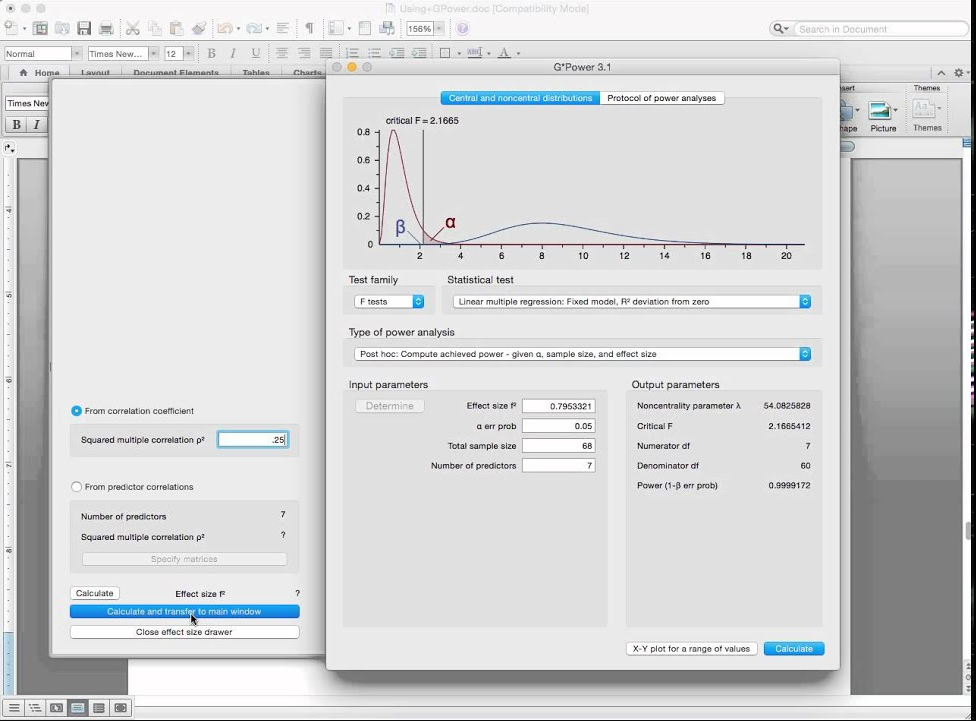 Using+GPower.doc [Compatibility Mode]
156%
Search in Document
Normal
Times New...
12
B I U
Home Layout Document Elements Tables Charts
Themes
Times New
B I
Picture
Themes
G*Power 3.1
Central and noncentral distributions
Protocol of power analyses
critical F = 2.1665
0.8
0.6
0.4
0.2
0
β
α
2 4 6 8 10 12 14 16 18 20
Test family
Statistical test
F tests
Linear multiple regression: Fixed model, R² deviation from zero
Type of power analysis
Post hoc: Compute achieved power - given α, sample size, and effect size
Input parameters
Determine
Effect size f² 0.7953321
α err prob 0.05
Total sample size 68
Number of predictors 7
Output parameters
Noncentrality parameter λ 54.0825828
Critical F 2.1665412
Numerator df 7
Denominator df 60
Power (1-β err prob) 0.9999172
X-Y plot for a range of values
Calculate
From correlation coefficient
Squared multiple correlation ρ² .25
From predictor correlations
Number of predictors 7
Squared multiple correlation ρ² ?
Specify matrices
Calculate
Effect size f² ?
Calculate and transfer to main window
Close effect size drawer